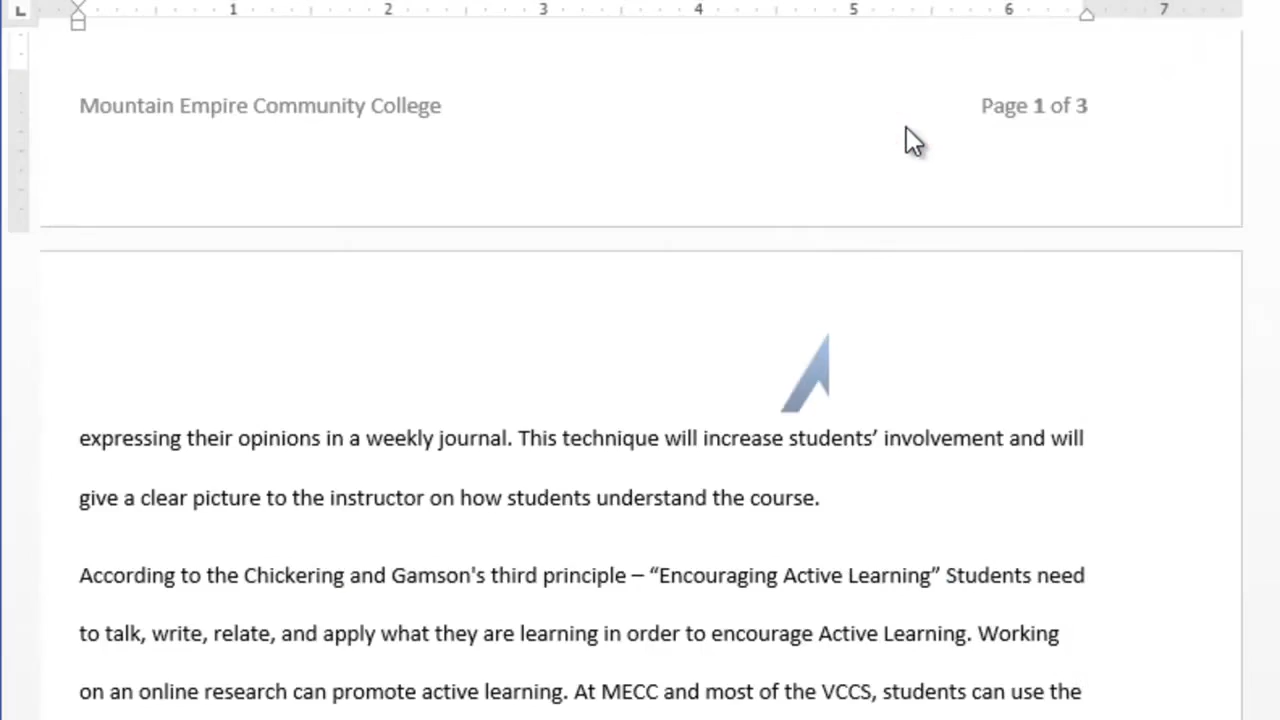 1 2 3 4 5 6 7
Mountain Empire Community College Page 1 of 3
expressing their opinions in a weekly journal. This technique will increase students’ involvement and will
give a clear picture to the instructor on how students understand the course.
According to the Chickering and Gamson's third principle – “Encouraging Active Learning” Students need
to talk, write, relate, and apply what they are learning in order to encourage Active Learning. Working
on an online research can promote active learning. At MECC and most of the VCCS, students can use the